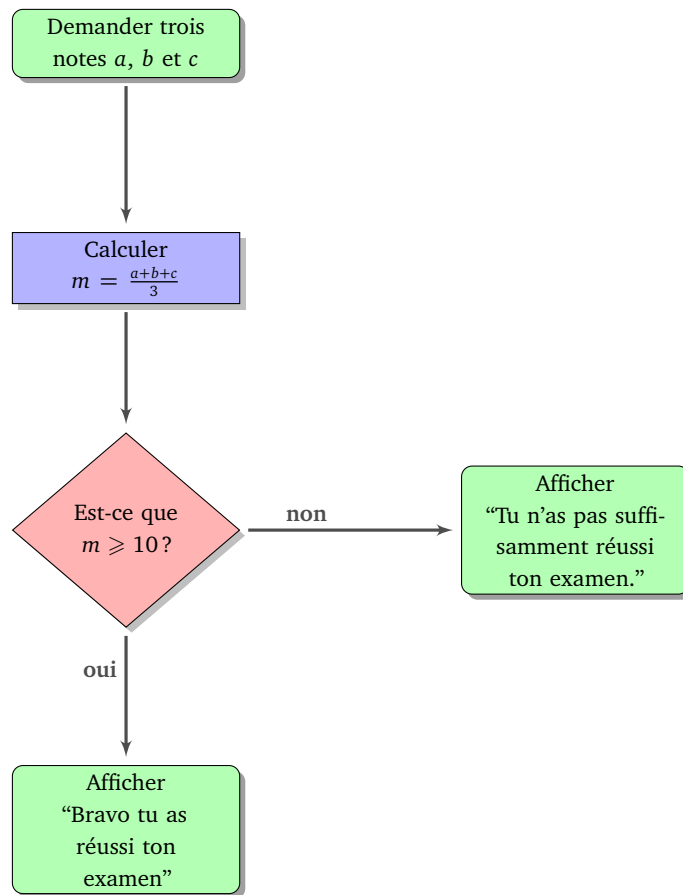 Demander trois
notes a, b et c
Calculer
m = \frac{a+b+c}{3}
Est-ce que
m ⩾ 10 ?
non
Afficher
“Tu n'as pas suffi-
samment réussi
ton examen.”
oui
Afficher
“Bravo tu as
réussi ton
examen”